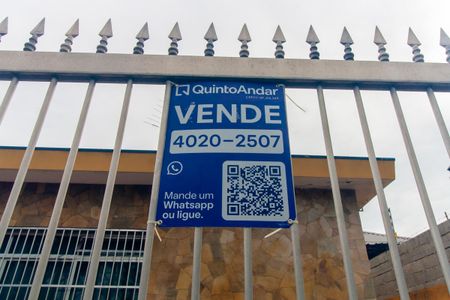 QuintoAndar
VENDE
4020-2507
Mande um
Whatsapp
ou ligue.